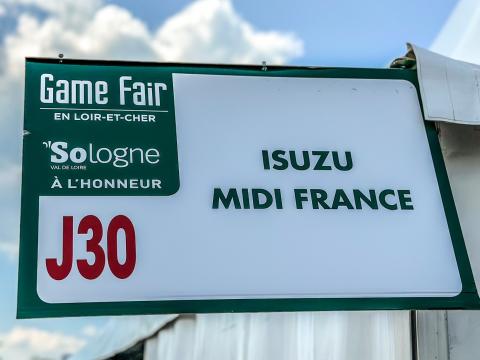 Game Fair
EN LOIR-ET-CHER
Sologne
VAL DE LOIRE
À L'HONNEUR
J30
ISUZU
MIDI FRANCE